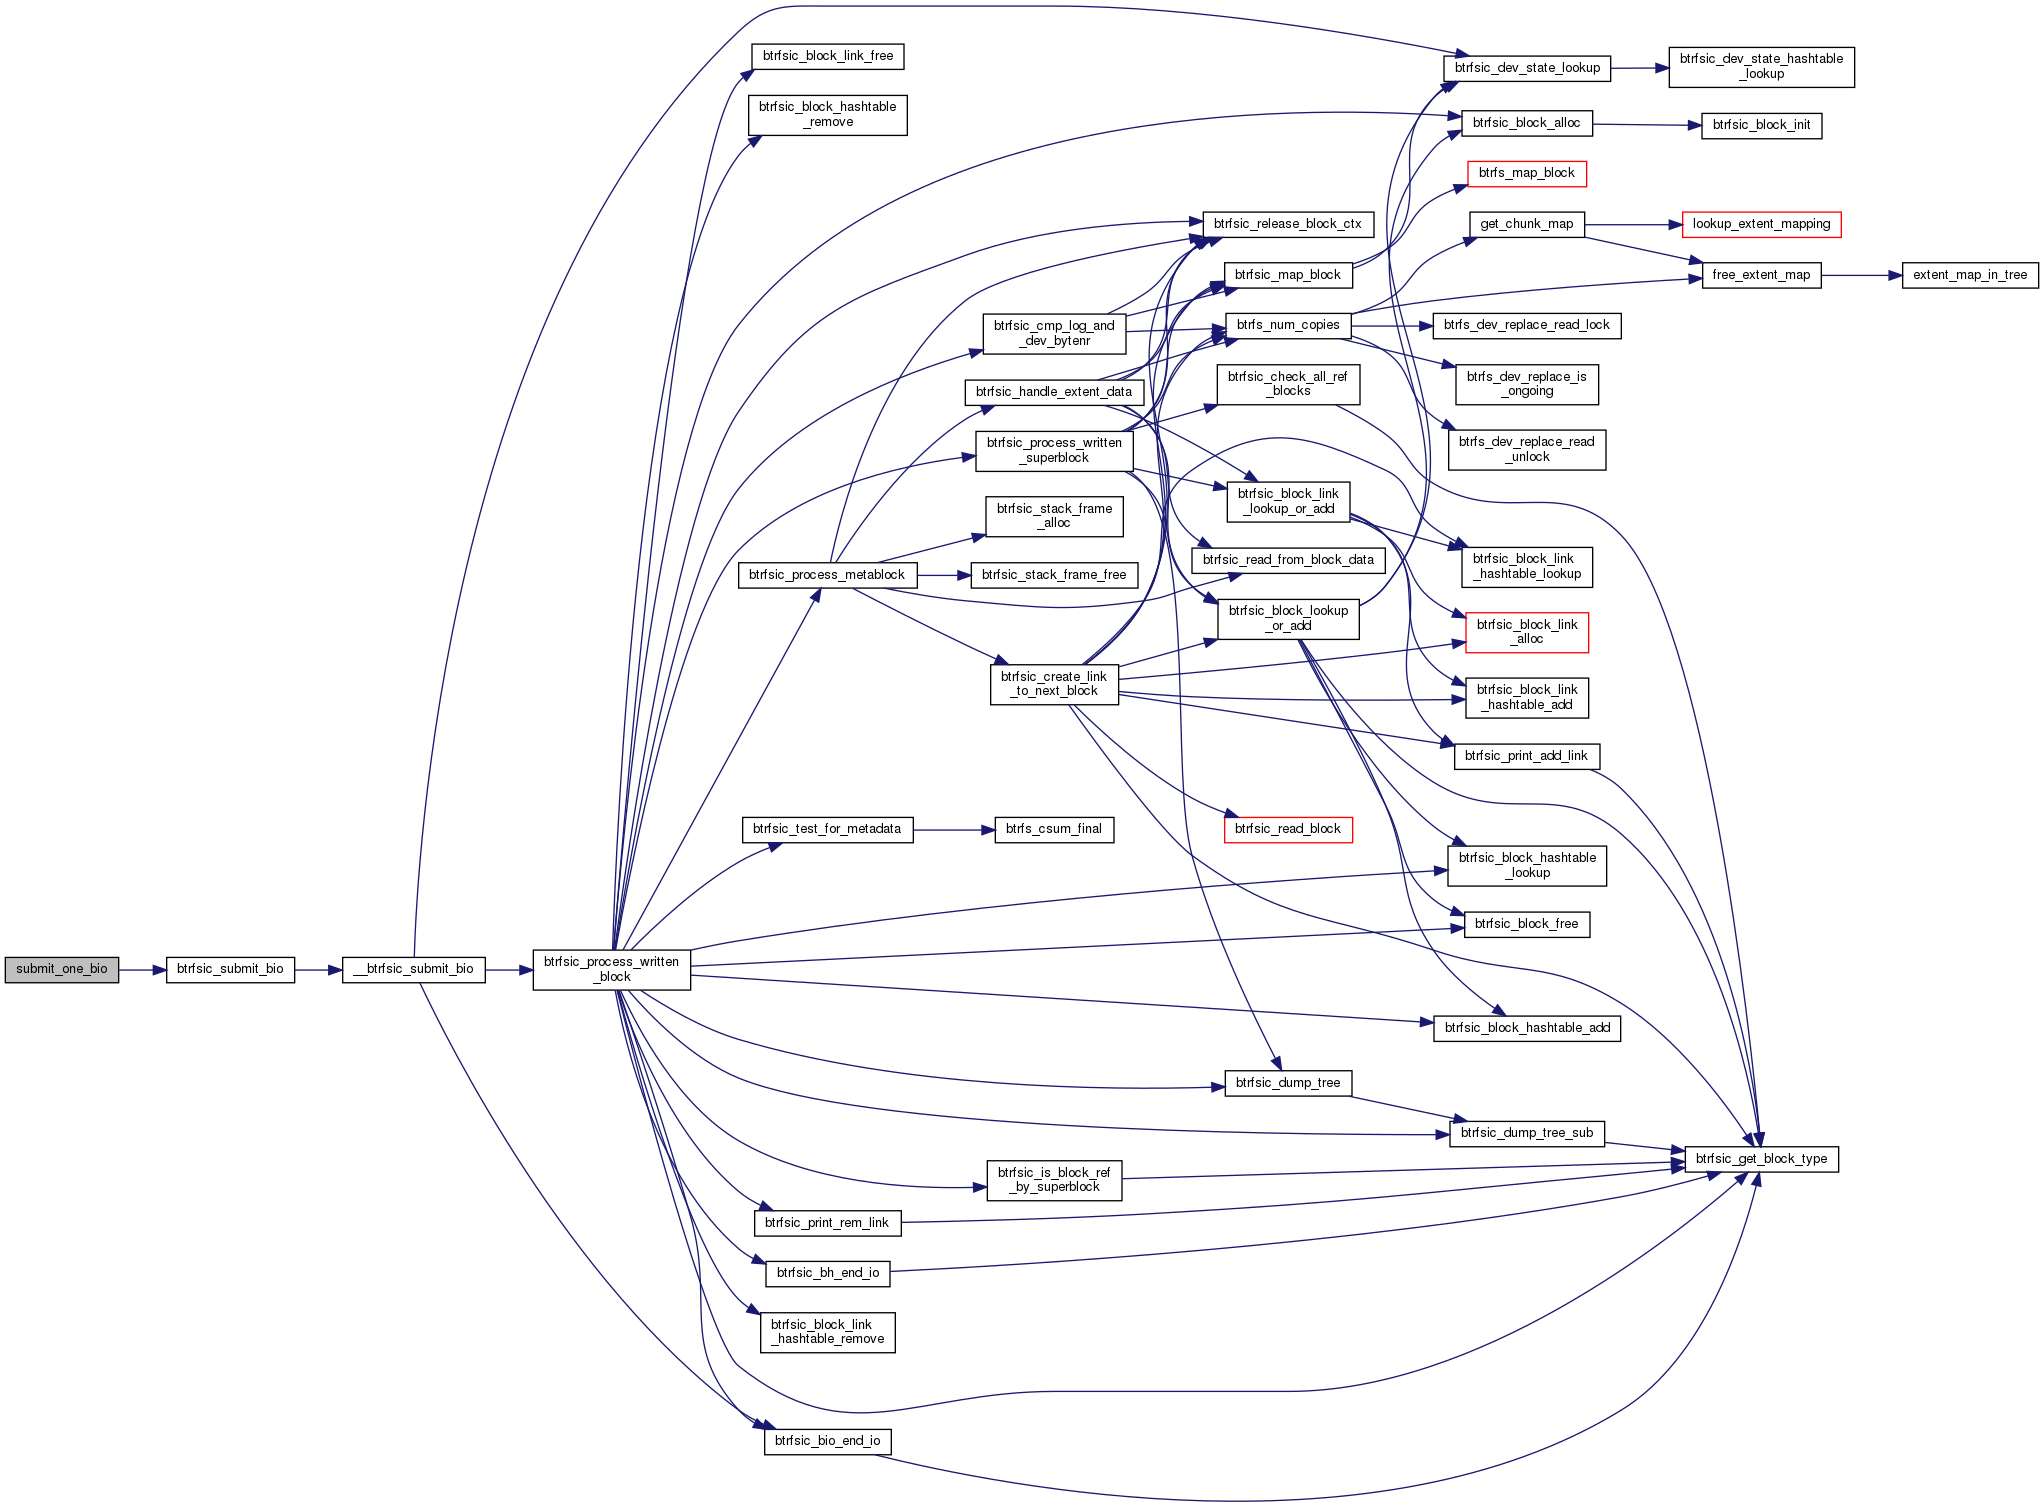 btrfsic_block_link_free
btrfsic_dev_state_lookup
btrfsic_dev_state_hashtable
_lookup
btrfsic_block_hashtable
_remove
btrfsic_block_alloc
btrfsic_block_init
btrfs_map_block
btrfsic_release_block_ctx
get_chunk_map
lookup_extent_mapping
btrfsic_map_block
free_extent_map
extent_map_in_tree
btrfsic_cmp_log_and
_dev_bytenr
btrfs_num_copies
btrfs_dev_replace_read_lock
btrfsic_handle_extent_data
btrfsic_check_all_ref
_blocks
btrfs_dev_replace_is
_ongoing
btrfsic_process_written
_superblock
btrfs_dev_replace_read
_unlock
btrfsic_stack_frame
_alloc
btrfsic_block_link
_lookup_or_add
btrfsic_process_metablock
btrfsic_stack_frame_free
btrfsic_read_from_block_data
btrfsic_block_link
_hashtable_lookup
btrfsic_block_lookup
_or_add
btrfsic_block_link
_alloc
btrfsic_create_link
_to_next_block
btrfsic_block_link
_hashtable_add
btrfsic_print_add_link
btrfsic_test_for_metadata
btrfs_csum_final
btrfsic_read_block
btrfsic_block_hashtable
_lookup
btrfsic_block_free
submit_one_bio
btrfsic_submit_bio
__btrfsic_submit_bio
btrfsic_process_written
_block
btrfsic_block_hashtable_add
btrfsic_dump_tree
btrfsic_dump_tree_sub
btrfsic_get_block_type
btrfsic_is_block_ref
_by_superblock
btrfsic_print_rem_link
btrfsic_bh_end_io
btrfsic_block_link
_hashtable_remove
btrfsic_bio_end_io